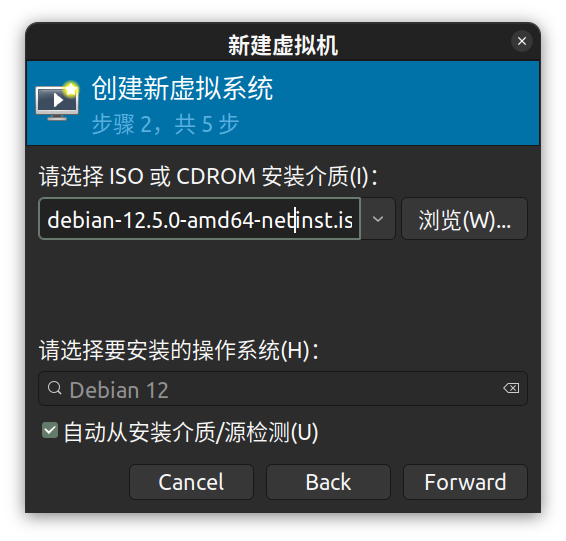 新建虚拟机
创建新虚拟系统
步骤 2，共 5 步
请选择 ISO 或 CDROM 安装介质(I)：
debian-12.5.0-amd64-netinst.is
浏览(W)...
请选择要安装的操作系统(H)：
Debian 12
自动从安装介质/源检测(U)
Cancel Back Forward